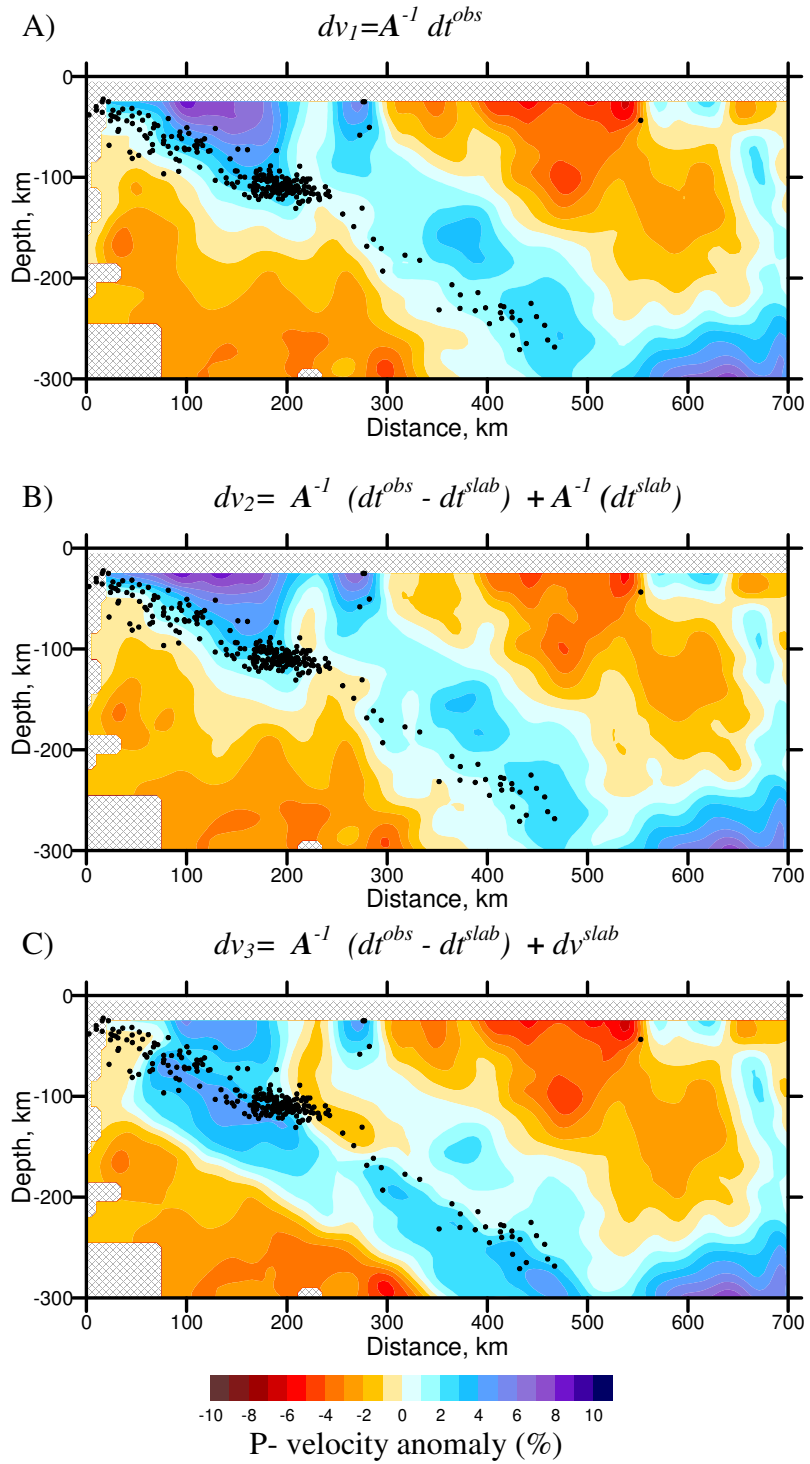 A)
dv₁=A⁻¹ dtᵒᵇˢ
0
-100
-200
-300
Depth, km
0 100 200 300 400 500 600 700
Distance, km
B)
dv₂= A⁻¹ (dtᵒᵇˢ - dtˢˡᵃᵇ) + A⁻¹ (dtˢˡᵃᵇ)
0
-100
-200
-300
Depth, km
0 100 200 300 400 500 600 700
Distance, km
C)
dv₃= A⁻¹ (dtᵒᵇˢ - dtˢˡᵃᵇ) + dvˢˡᵃᵇ
0
-100
-200
-300
Depth, km
0 100 200 300 400 500 600 700
Distance, km
-10 -8 -6 -4 -2 0 2 4 6 8 10
P- velocity anomaly (%)